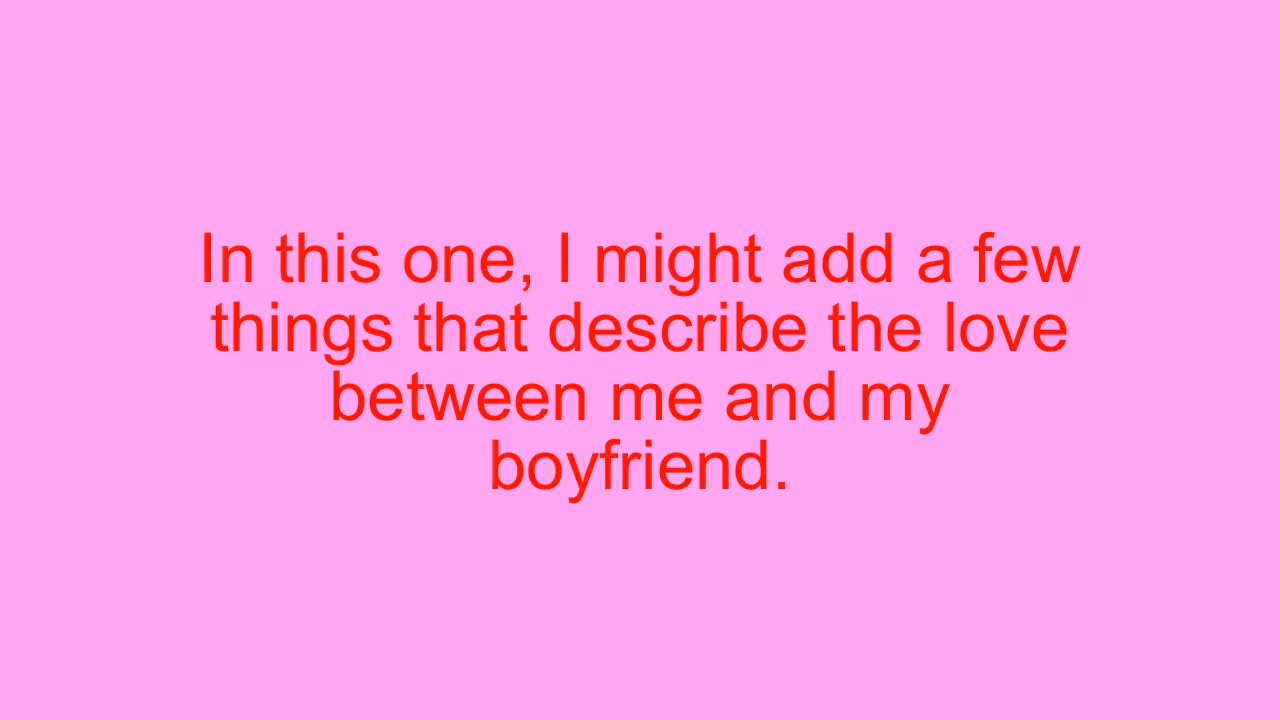 In this one, I might add a few
things that describe the love
between me and my
boyfriend.